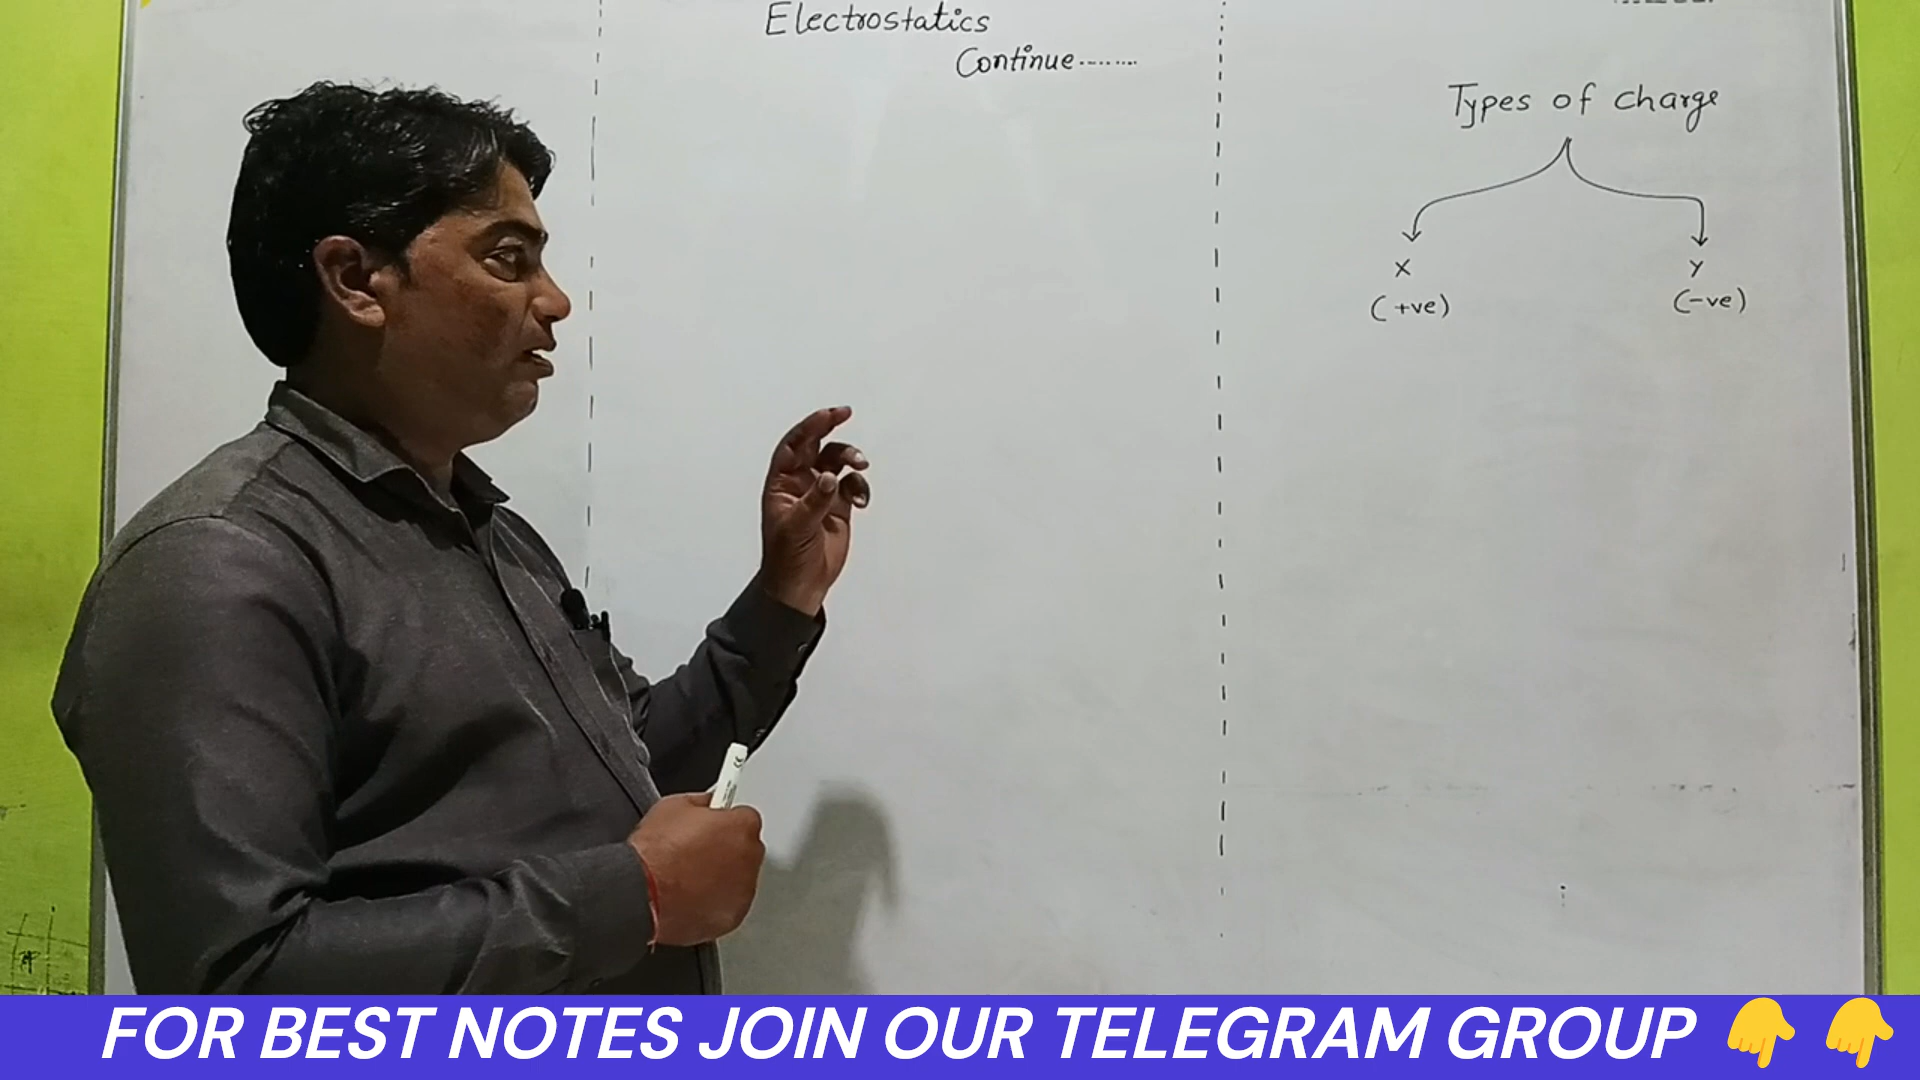 Electrostatics
Continue........
Types of charge
X
Y
(+ve)
(-ve)
FOR BEST NOTES JOIN OUR TELEGRAM GROUP 👇 👇